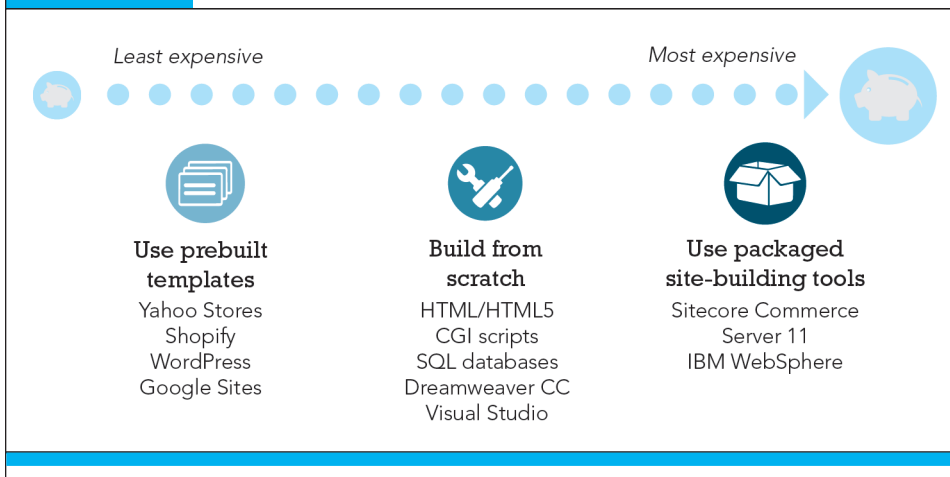 Least expensive
Most expensive
Use prebuilt
templates
Yahoo Stores
Shopify
WordPress
Google Sites
Build from
scratch
HTML/HTML5
CGI scripts
SQL databases
Dreamweaver CC
Visual Studio
Use packaged
site-building tools
Sitecore Commerce
Server 11
IBM WebSphere